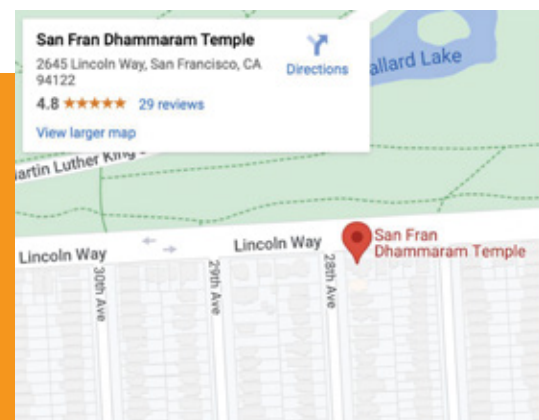 San Fran Dhammaram Temple
2645 Lincoln Way, San Francisco, CA
94122
4.8 29 reviews
View larger map
Directions
allard Lake
artin Luther King
Lincoln Way
Lincoln Way
San Fran
Dhammaram Temple
30th Ave
29th Ave
28th Ave